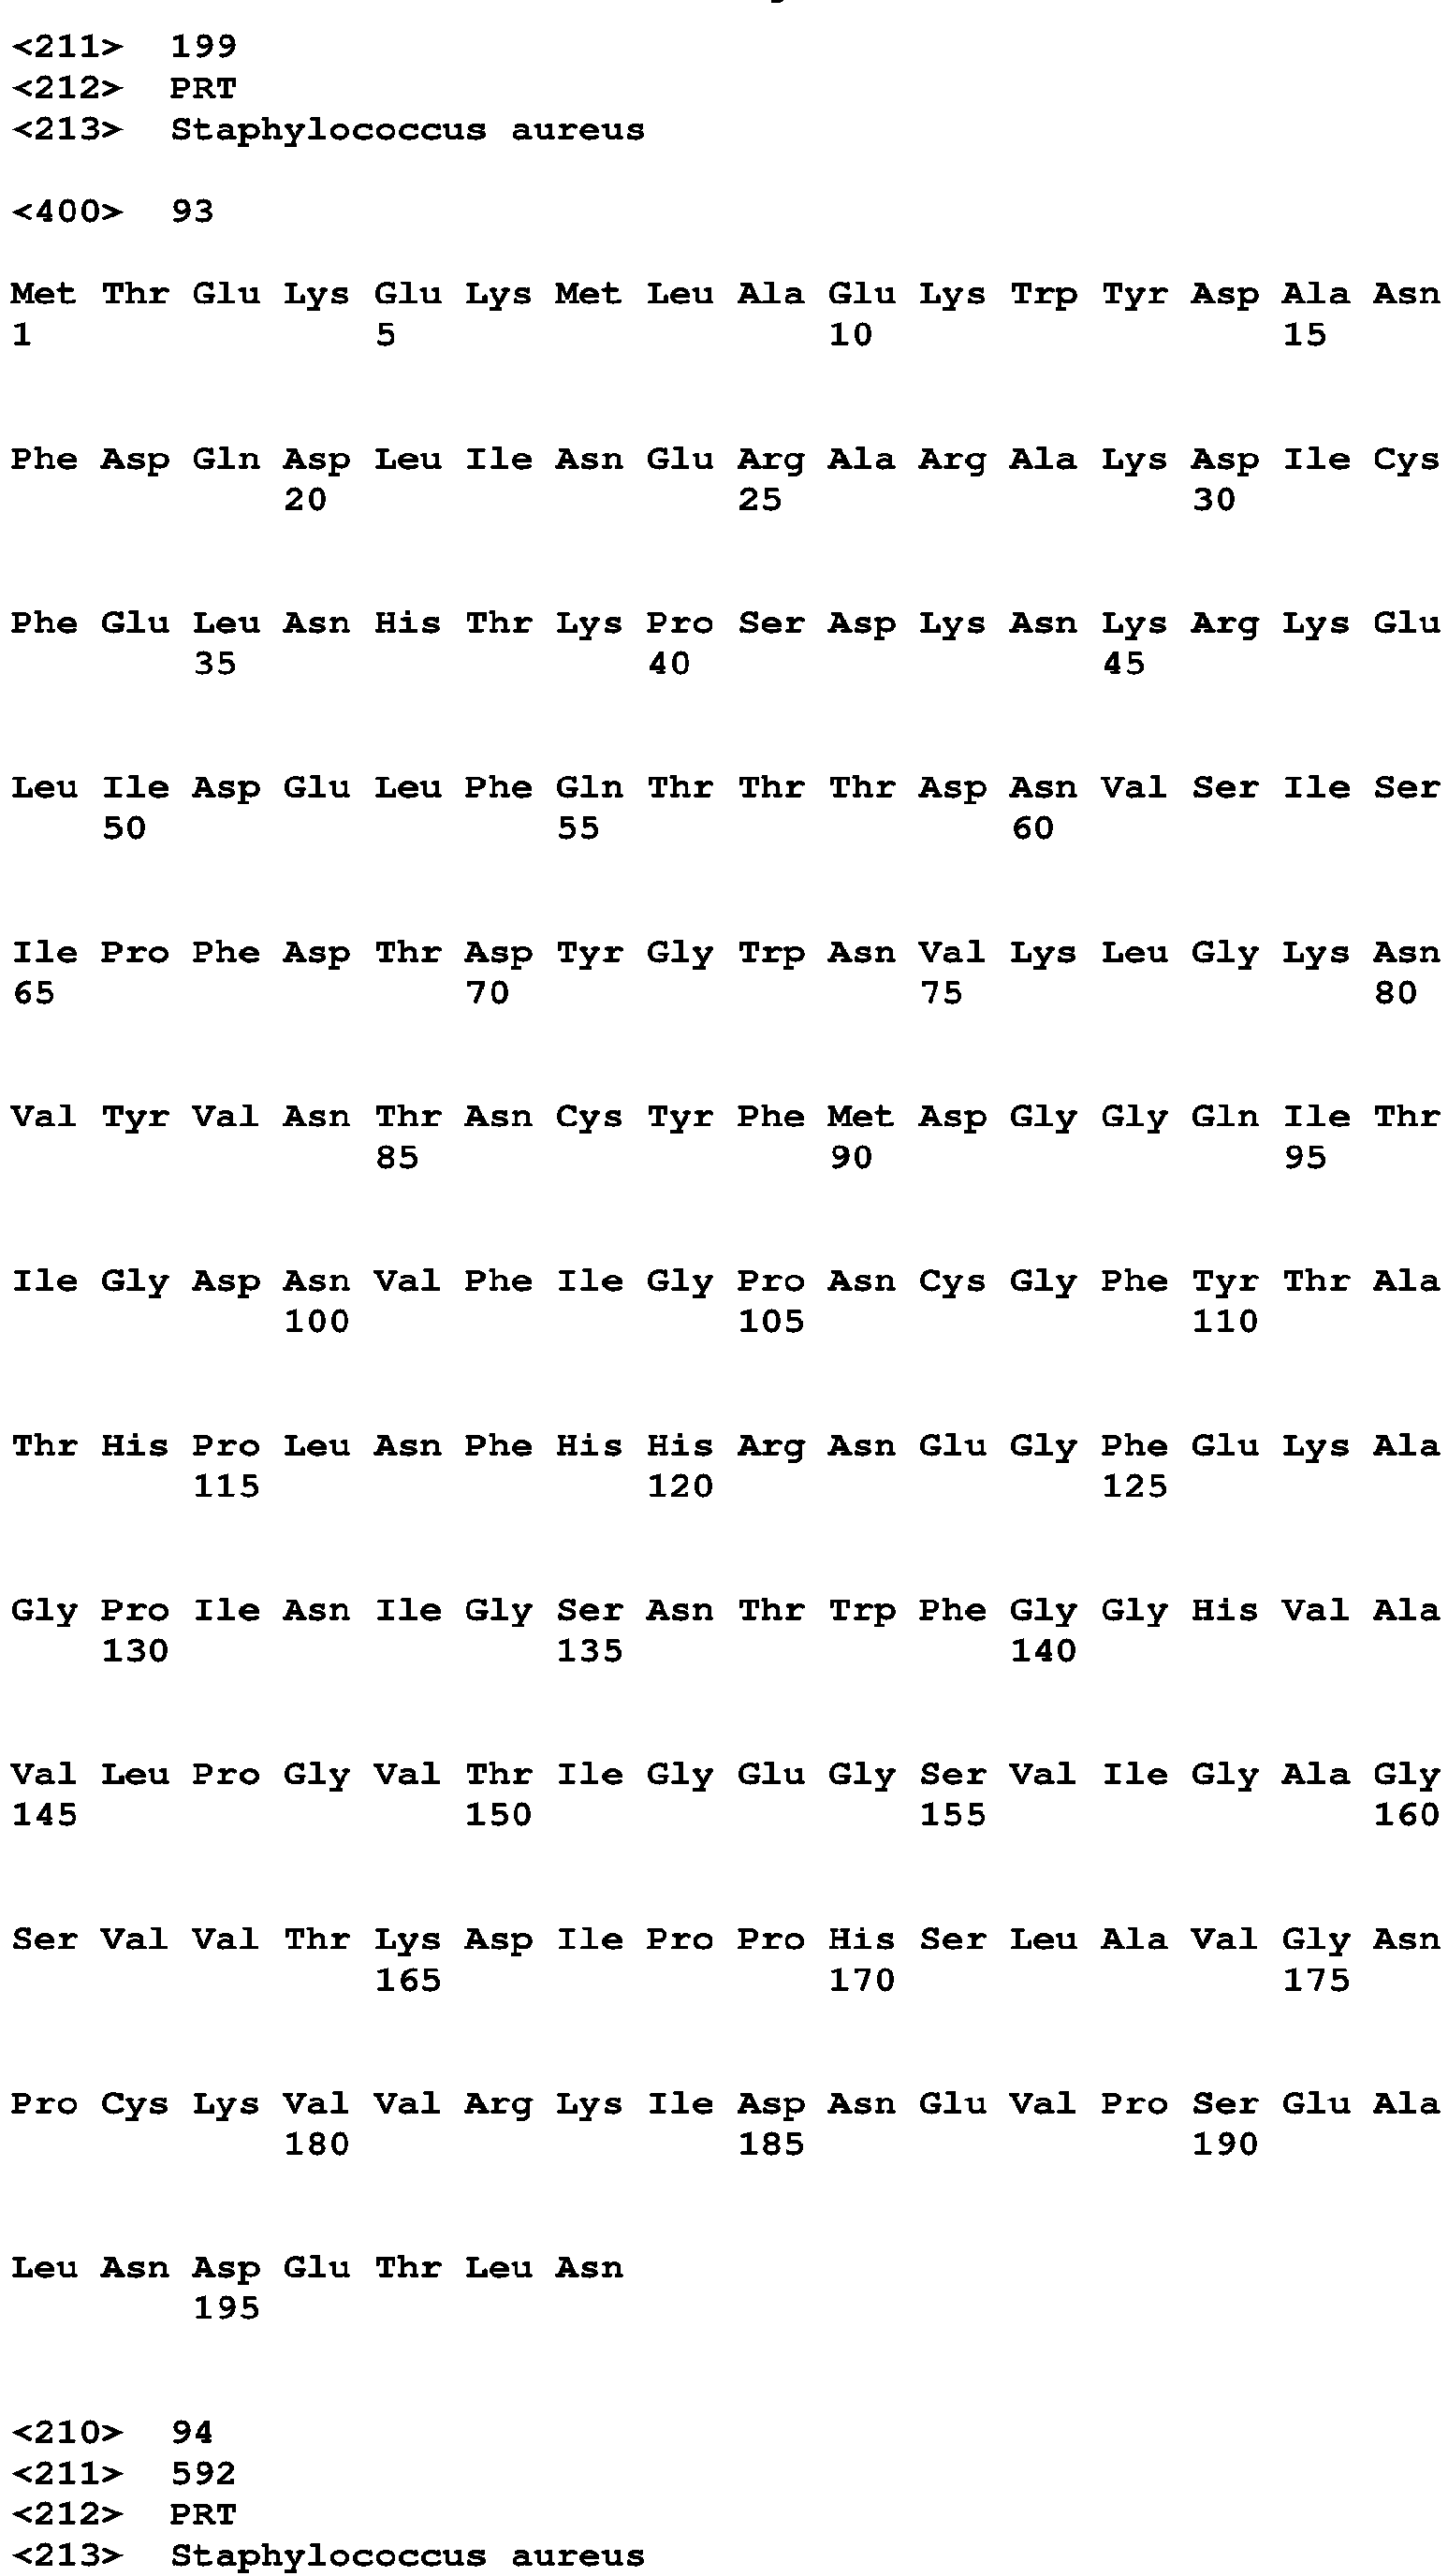 <211> 199
<212> PRT
<213> Staphylococcus aureus
<400> 93
Met Thr Glu Lys Glu Lys Met Leu Ala Glu Lys Trp Tyr Asp Ala Asn
1 5 10 15
Phe Asp Gln Asp Leu Ile Asn Glu Arg Ala Arg Ala Lys Asp Ile Cys
20 25 30
Phe Glu Leu Asn His Thr Lys Pro Ser Asp Lys Asn Lys Arg Lys Glu
35 40 45
Leu Ile Asp Glu Leu Phe Gln Thr Thr Thr Asp Asn Val Ser Ile Ser
50 55 60
Ile Pro Phe Asp Thr Asp Tyr Gly Trp Asn Val Lys Leu Gly Lys Asn
65 70 75 80
Val Tyr Val Asn Thr Asn Cys Tyr Phe Met Asp Gly Gly Gln Ile Thr
85 90 95
Ile Gly Asp Asn Val Phe Ile Gly Pro Asn Cys Gly Phe Tyr Thr Ala
100 105 110
Thr His Pro Leu Asn Phe His His Arg Asn Glu Gly Phe Glu Lys Ala
115 120 125
Gly Pro Ile Asn Ile Gly Ser Asn Thr Trp Phe Gly Gly His Val Ala
130 135 140
Val Leu Pro Gly Val Thr Ile Gly Glu Gly Ser Val Ile Gly Ala Gly
145 150 155 160
Ser Val Val Thr Lys Asp Ile Pro Pro His Ser Leu Ala Val Gly Asn
165 170 175
Pro Cys Lys Val Val Arg Lys Ile Asp Asn Glu Val Pro Ser Glu Ala
180 185 190
Leu Asn Asp Glu Thr Leu Asn
195
<210> 94
<211> 592
<212> PRT
<213> Staphylococcus aureus